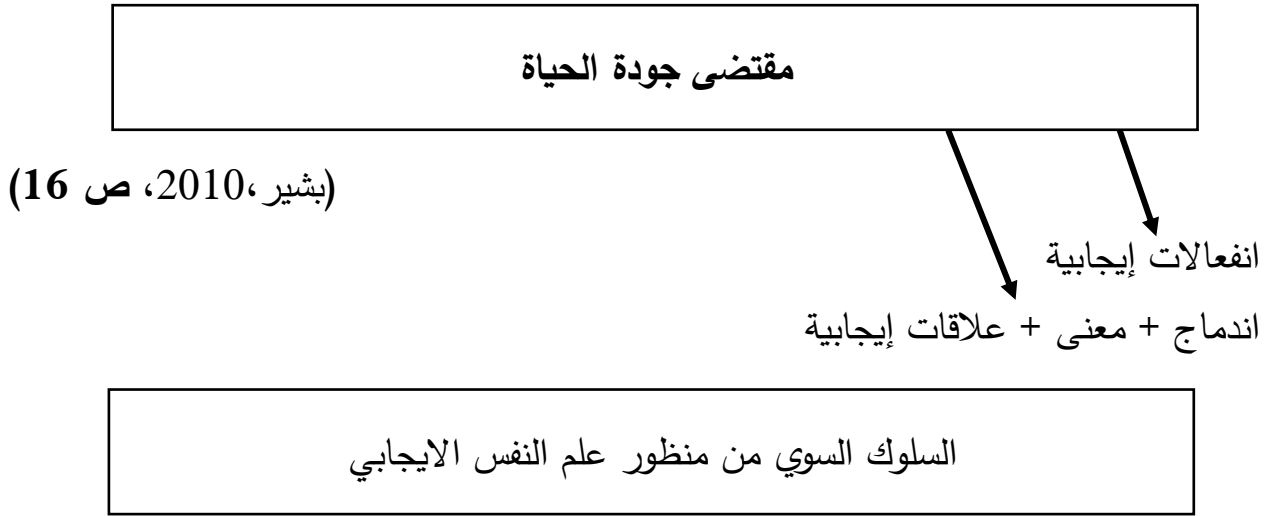 مقتضى جودة الحياة
(بشير،2010، ص 16)
انفعالات إيجابية
اندماج + معنى + علاقات إيجابية
السلوك السوي من منظور علم النفس الايجابي